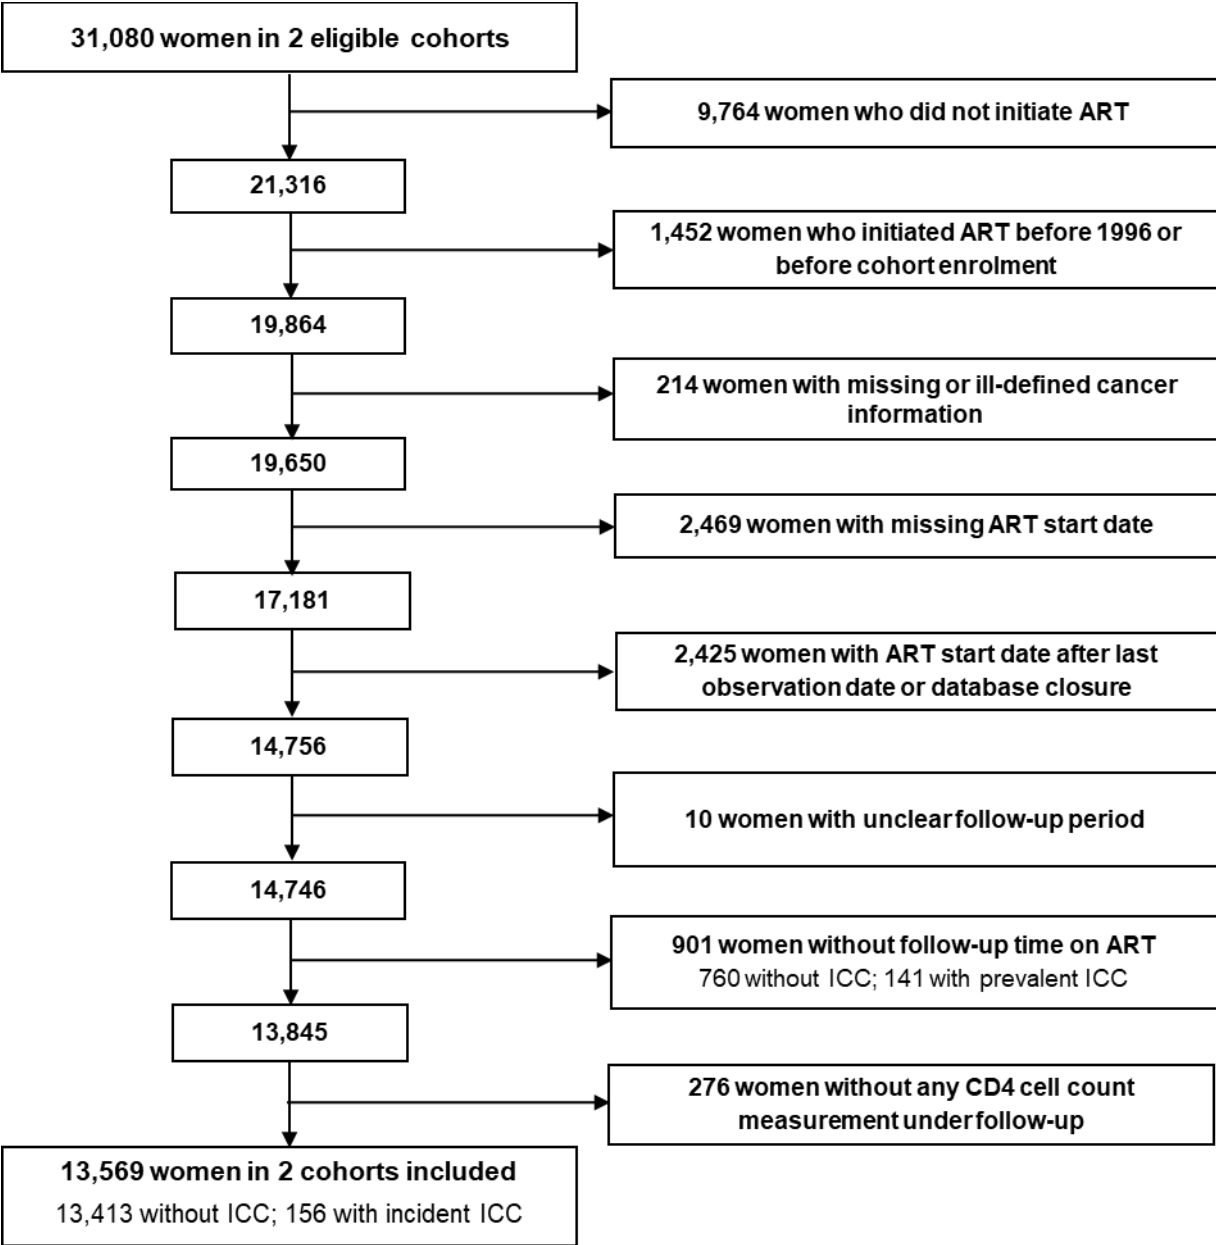 31,080 women in 2 eligible cohorts
9,764 women who did not initiate ART
21,316
1,452 women who initiated ART before 1996 or
before cohort enrolment
19,864
214 women with missing or ill-defined cancer
information
19,650
2,469 women with missing ART start date
17,181
2,425 women with ART start date after last
observation date or database closure
14,756
10 women with unclear follow-up period
14,746
901 women without follow-up time on ART
760 without ICC; 141 with prevalent ICC
13,845
276 women without any CD4 cell count
measurement under follow-up
13,569 women in 2 cohorts included
13,413 without ICC; 156 with incident ICC